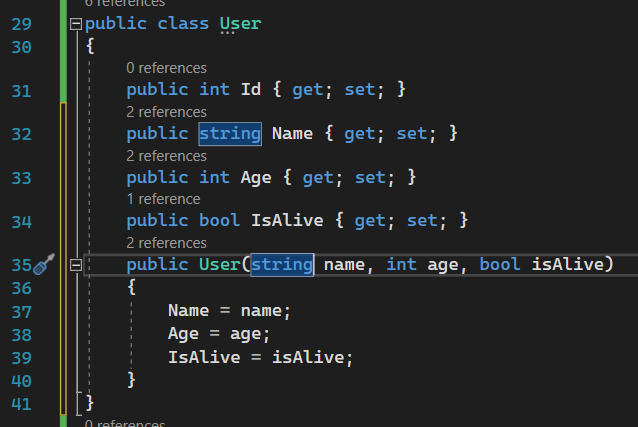 6 references
29 public class User
30 {
0 references
31 public int Id { get; set; }
2 references
32 public string Name { get; set; }
2 references
33 public int Age { get; set; }
1 reference
34 public bool IsAlive { get; set; }
2 references
35 public User(string name, int age, bool isAlive)
36 {
37 Name = name;
38 Age = age;
39 IsAlive = isAlive;
40 }
41 }
0 references